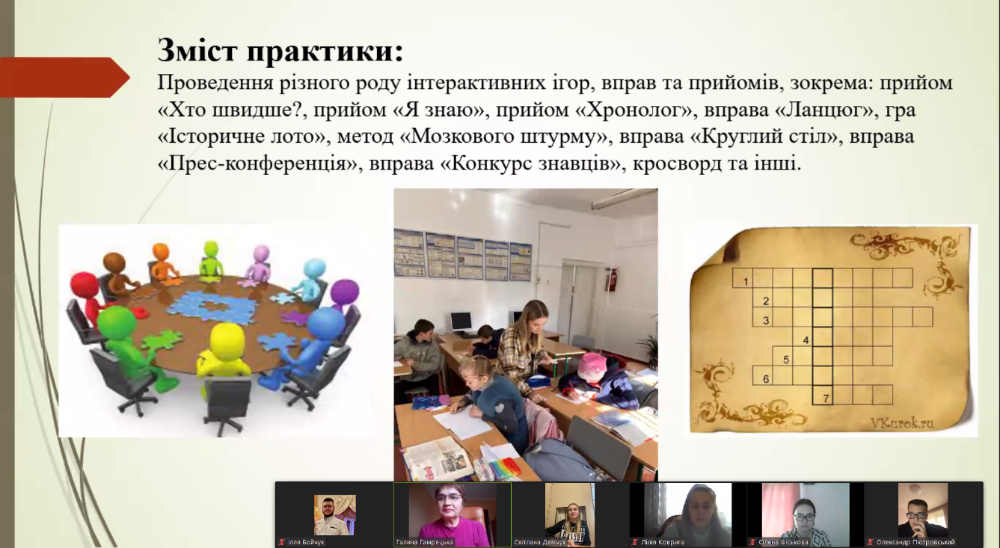 Зміст практики:
Проведення різного роду інтерактивних ігор, вправ та прийомів, зокрема: прийом
«Хто швидше?, прийом «Я знаю», прийом «Хронолог», вправа «Ланцюг», гра
«Історичне лото», метод «Мозкового штурму», вправа «Круглий стіл», вправа
«Прес-конференція», вправа «Конкурс знавців», кросворд та інші.
1
2
3
4
5
6
7
VKurok.ru
Ілля Бойчук
Галина Гамрецька
Світлана Демчук
Лілія Коврига
Олена Фіськова
Олександр Піотровський